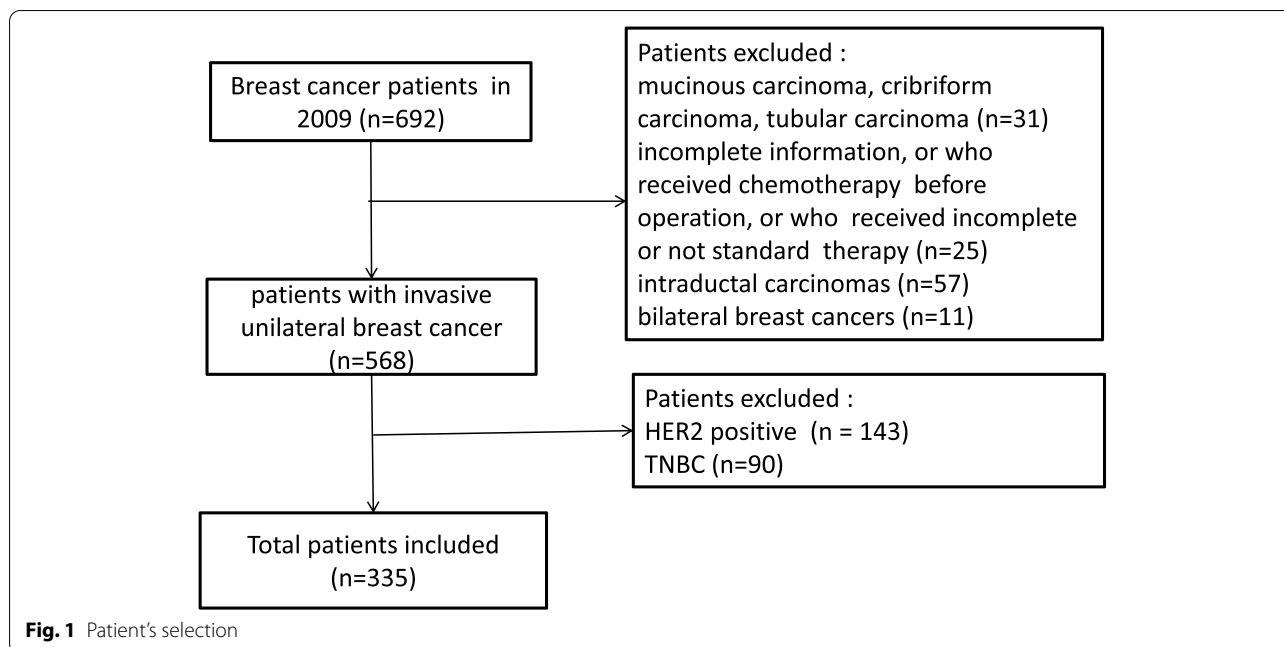 Breast cancer patients in
2009 (n=692)
Patients excluded :
mucinous carcinoma, cribriform
carcinoma, tubular carcinoma (n=31)
incomplete information, or who
received chemotherapy before
operation, or who received incomplete
or not standard therapy (n=25)
intraductal carcinomas (n=57)
bilateral breast cancers (n=11)
patients with invasive
unilateral breast cancer
(n=568)
Patients excluded :
HER2 positive (n = 143)
TNBC (n=90)
Total patients included
(n=335)
Fig. 1 Patient’s selection